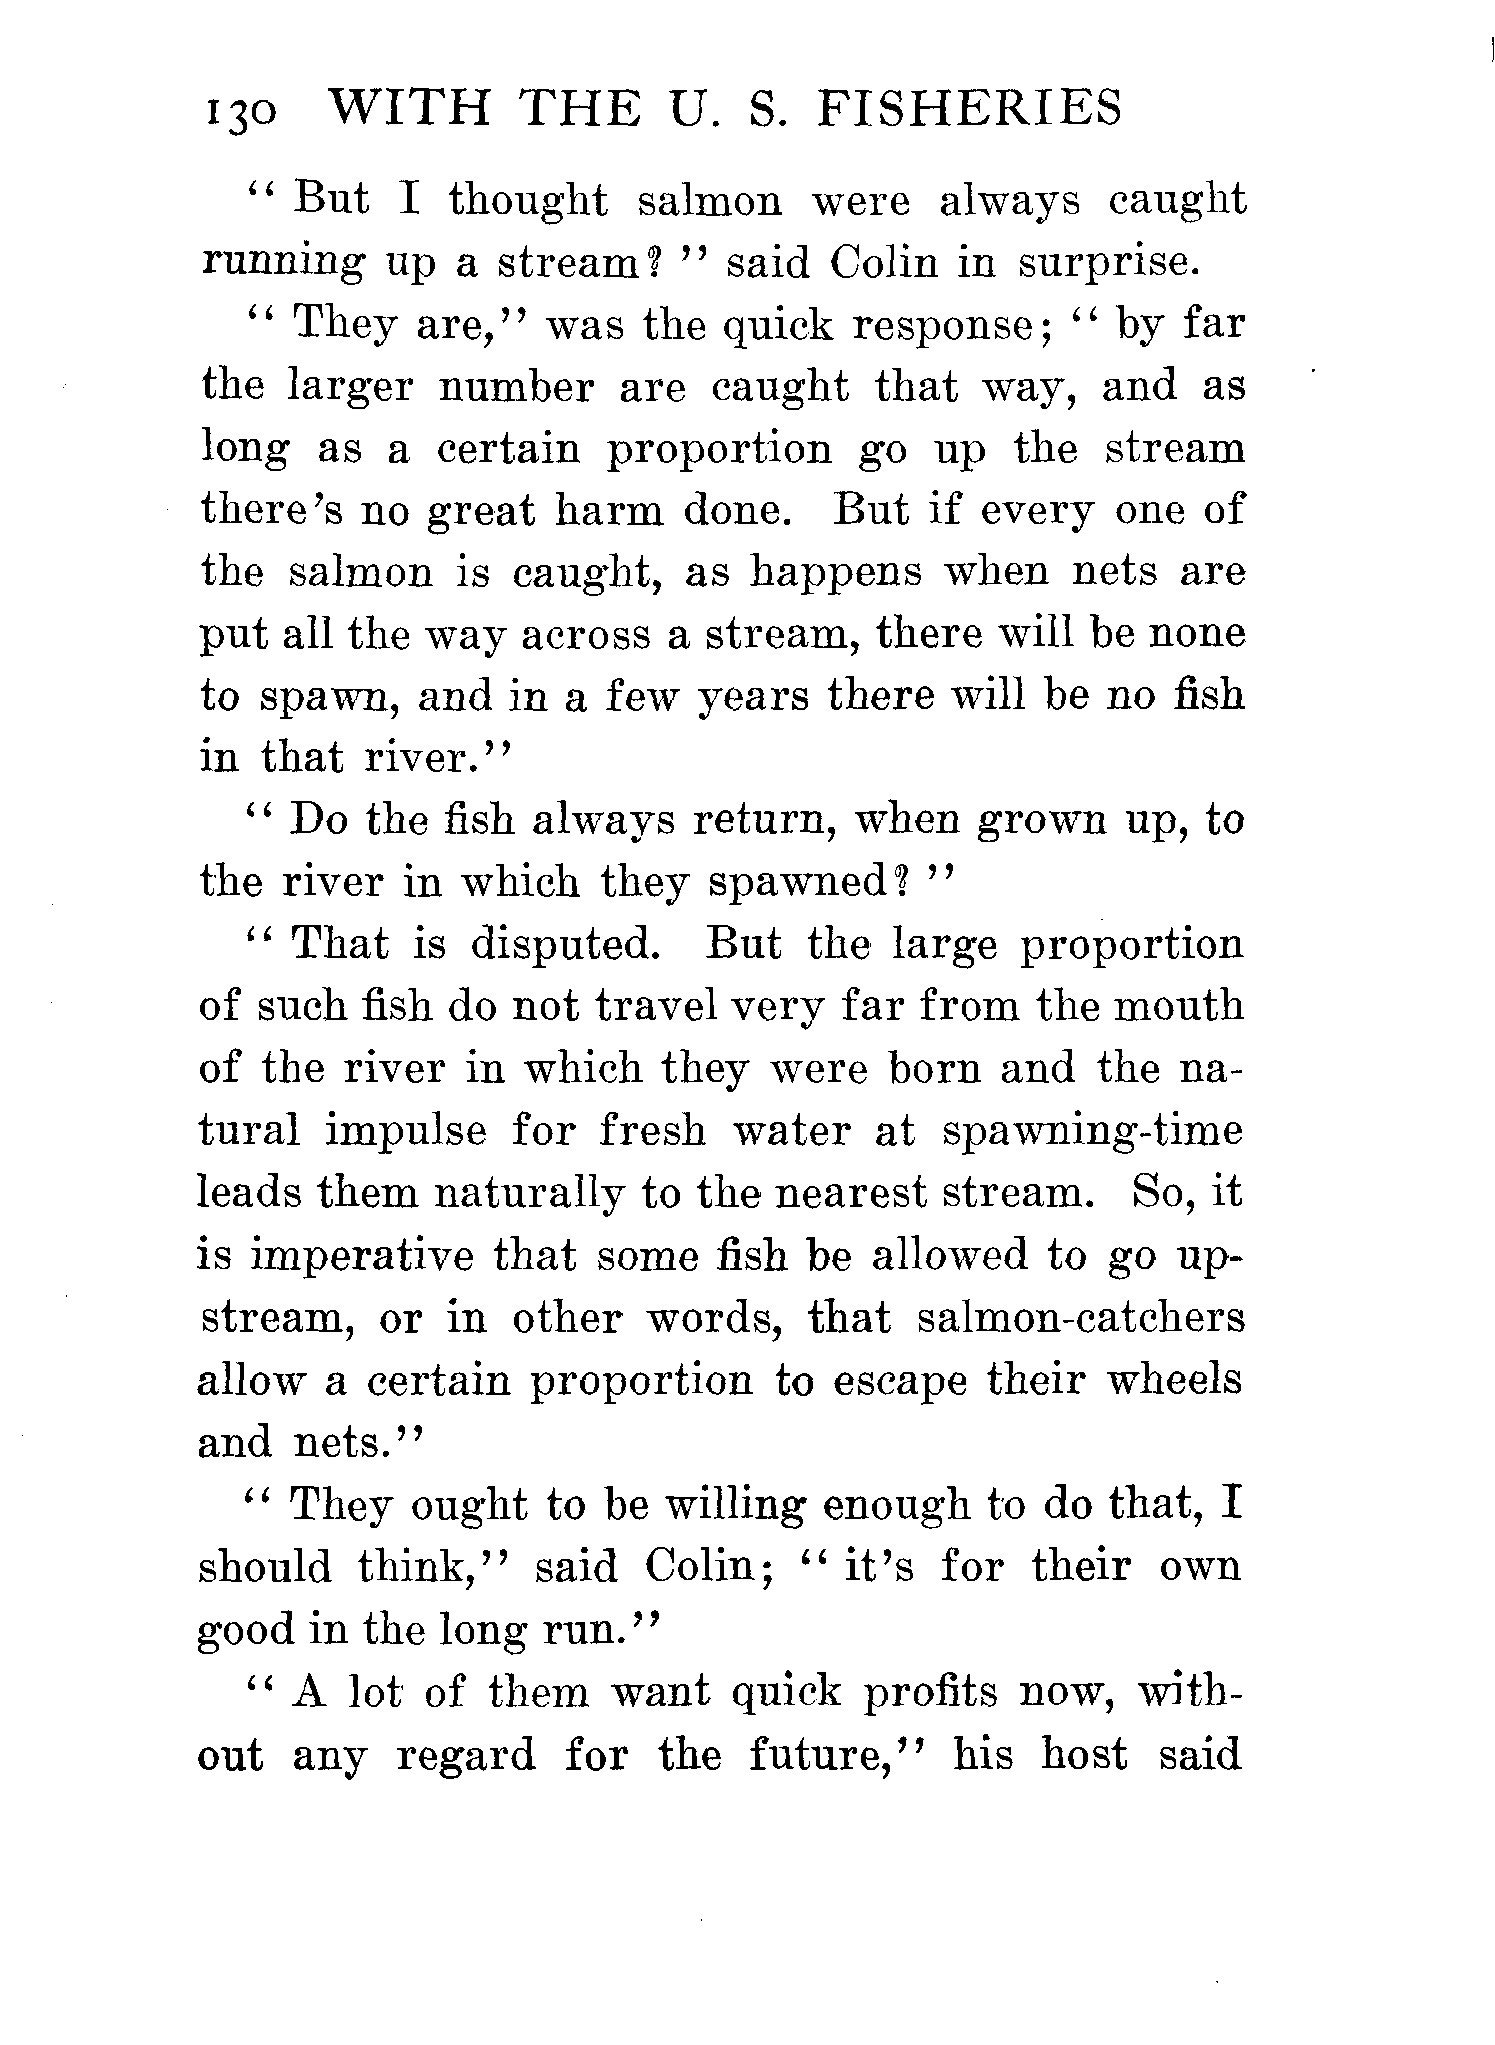 130 WITH THE U. S. FISHERIES
" But I thought salmon were always caught
running up a stream? " said Colin in surprise.
" They are," was the quick response; " by far
the larger number are caught that way, and as
long as a certain proportion go up the stream
there's no great harm done. But if every one of
the salmon is caught, as happens when nets are
put all the way across a stream, there will be none
to spawn, and in a few years there will be no fish
in that river."
" Do the fish always return, when grown up, to
the river in which they spawned? "
" That is disputed. But the large proportion
of such fish do not travel very far from the mouth
of the river in which they were born and the na-
tural impulse for fresh water at spawning-time
leads them naturally to the nearest stream. So, it
is imperative that some fish be allowed to go up-
stream, or in other words, that salmon-catchers
allow a certain proportion to escape their wheels
and nets."
" They ought to be willing enough to do that, I
should think," said Colin; " it's for their own
good in the long run."
" A lot of them want quick profits now, with-
out any regard for the future," his host said